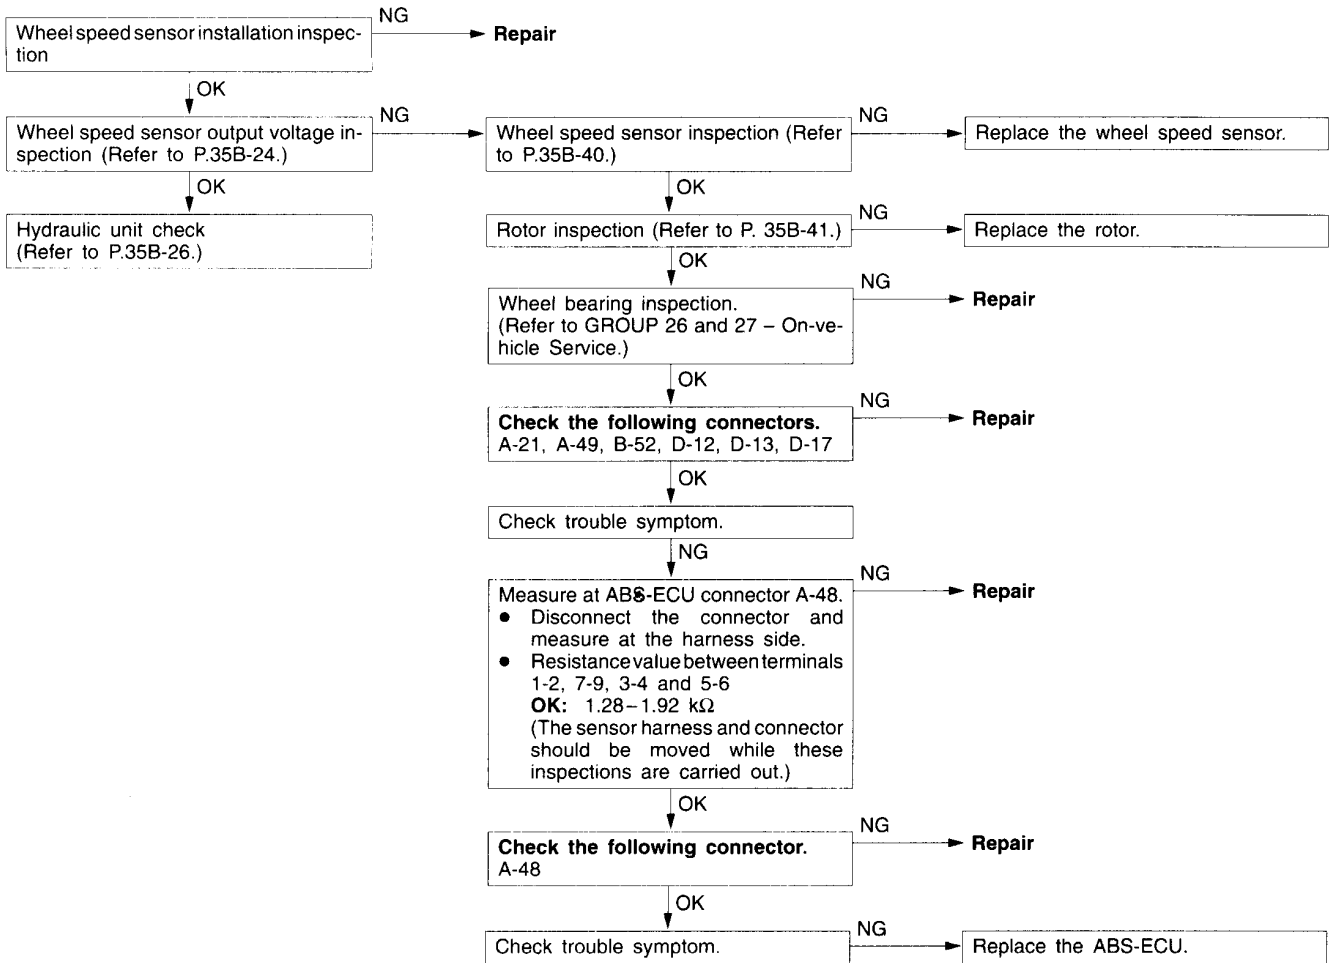 NG
Wheel speed sensor installation inspec-
tion
Repair
OK
NG
Wheel speed sensor output voltage in-
spection (Refer to P.35B-24.)
Wheel speed sensor inspection (Refer
to P.35B-40.)
NG
Replace the wheel speed sensor.
OK
OK
Hydraulic unit check
(Refer to P.35B-26.)
Rotor inspection (Refer to P. 35B-41.)
NG
Replace the rotor.
OK
NG
Wheel bearing inspection.
(Refer to GROUP 26 and 27 – On-ve-
hicle Service.)
Repair
OK
NG
Check the following connectors.
A-21, A-49, B-52, D-12, D-13, D-17
Repair
OK
Check trouble symptom.
NG
NG
Measure at ABS-ECU connector A-48.
Repair
● Disconnect the connector and
measure at the harness side.
● Resistance value between terminals
1-2, 7-9, 3-4 and 5-6
OK: 1.28–1.92 kΩ
(The sensor harness and connector
should be moved while these
inspections are carried out.)
OK
NG
Check the following connector.
A-48
Repair
OK
NG
Check trouble symptom.
Replace the ABS-ECU.